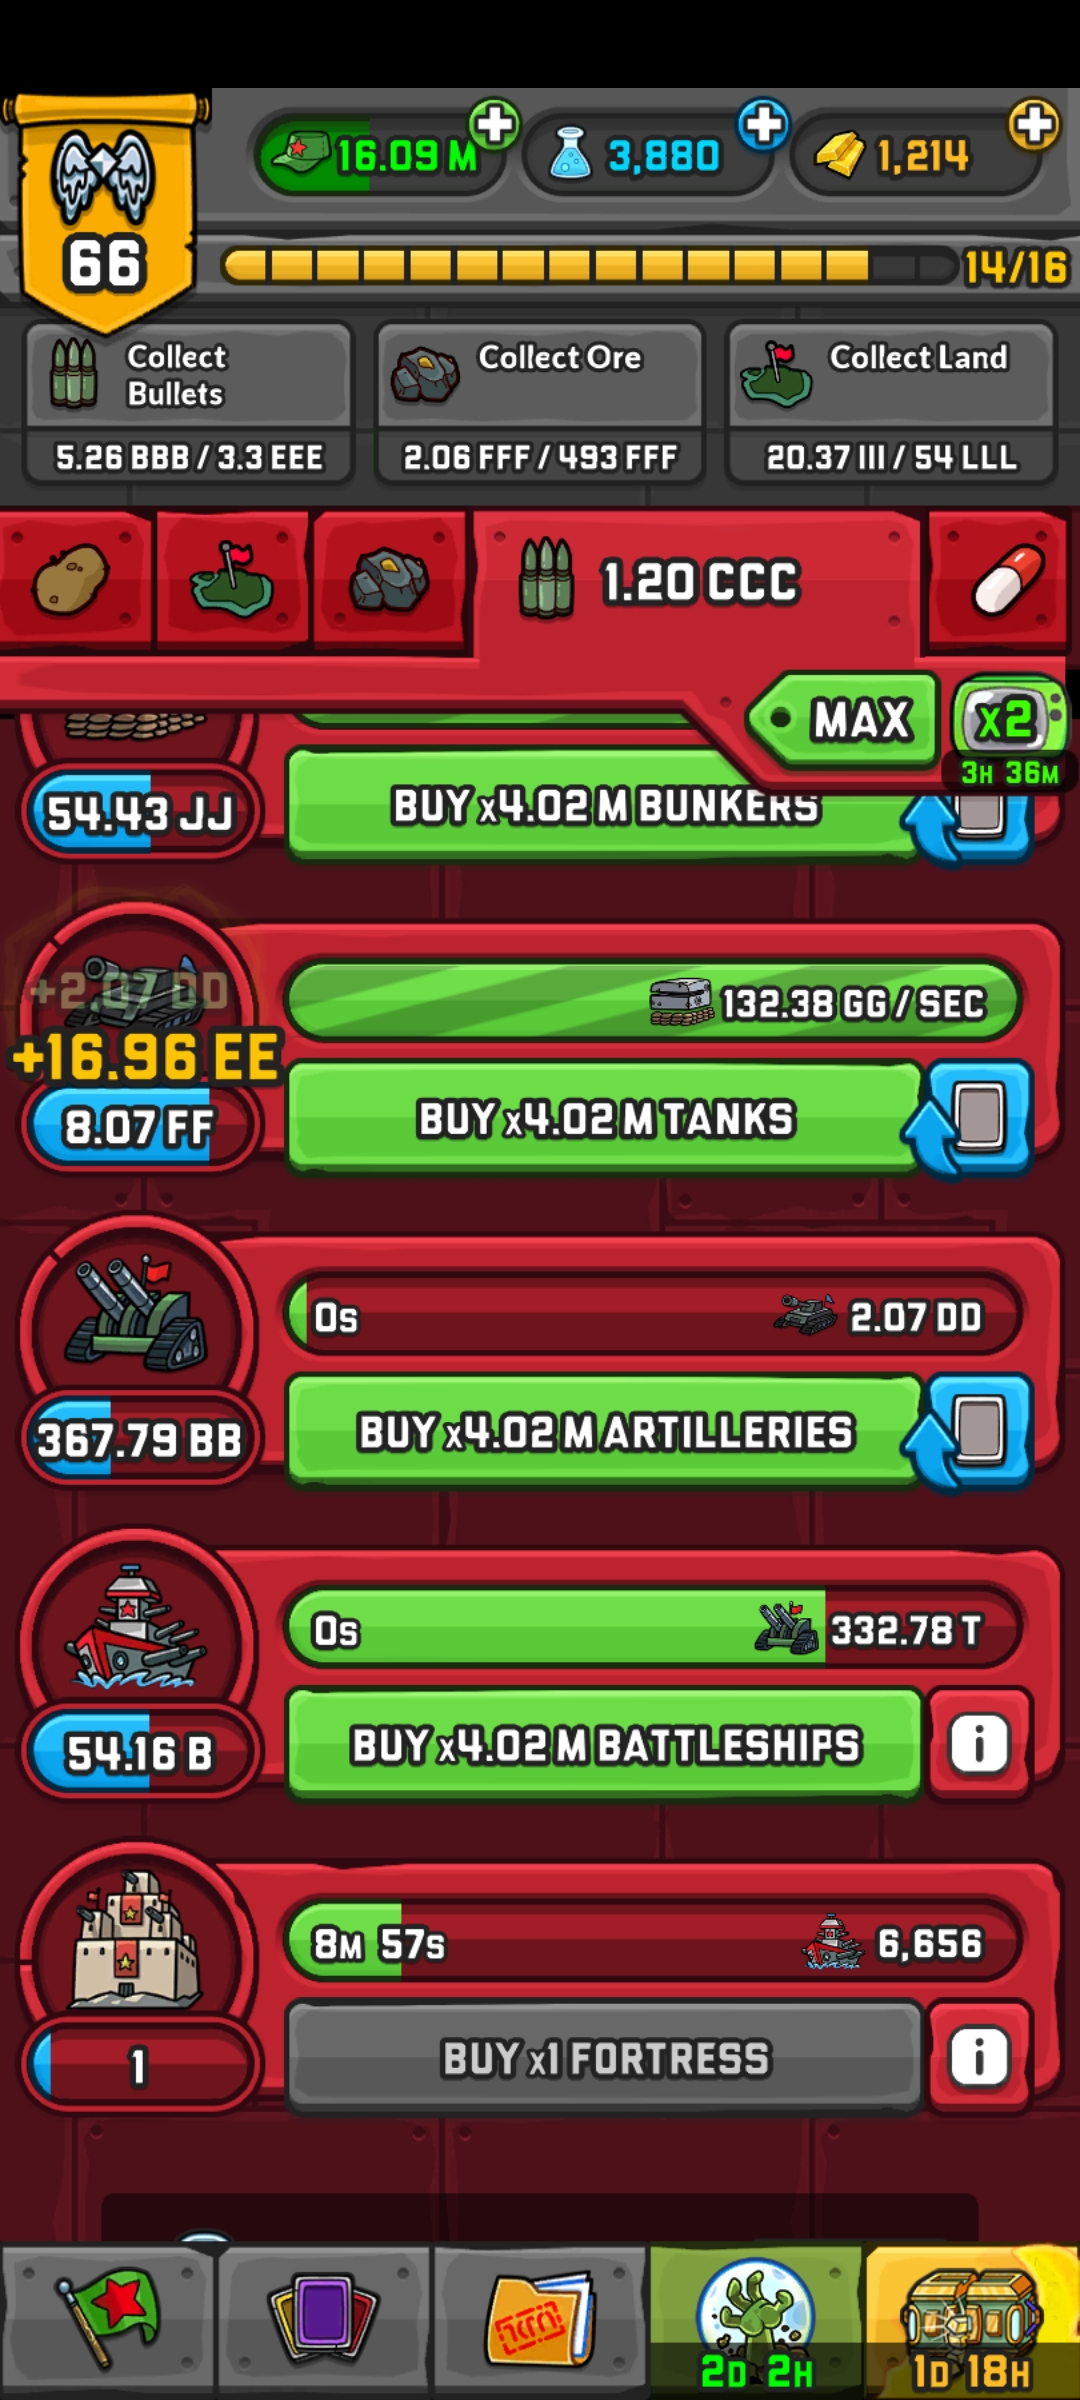 16.09 M
3,880
1,214
66
14/16
Collect
Bullets
5.26 BBB / 3.3 EEE
Collect Ore
2.06 FFF / 493 FFF
Collect Land
20.37 III / 54 LLL
1.20 CCC
MAX
x2
3H 36M
54.43 JJ
BUY x4.02 M BUNKERS
+2.07 DD
+16.96 EE
8.07 FF
132.38 GG / SEC
BUY x4.02 M TANKS
0s
2.07 DD
367.79 BB
BUY x4.02 M ARTILLERIES
0s
332.78 T
54.16 B
BUY x4.02 M BATTLESHIPS
i
8M 57s
6,656
1
BUY x1 FORTRESS
i
2D 2H
1D 18H